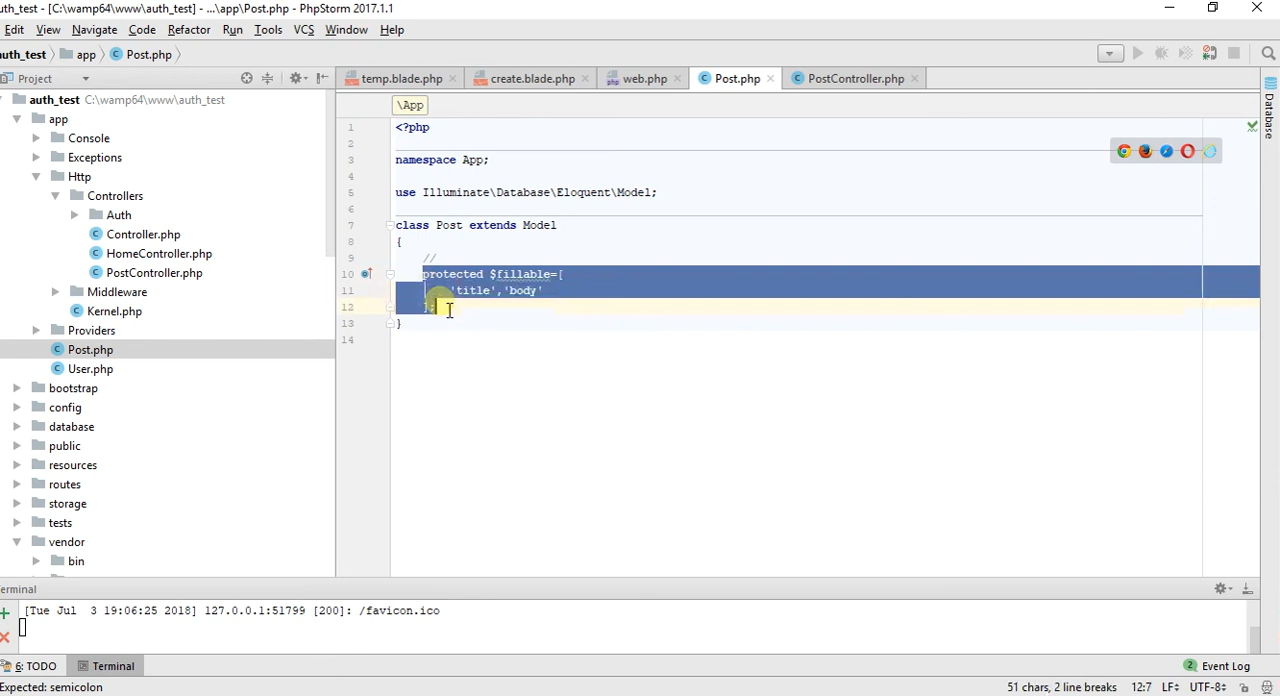 uth_test - [C:\wamp64\www\auth_test] - ...\app\Post.php - PhpStorm 2017.1.1
Edit View Navigate Code Refactor Run Tools VCS Window Help
auth_test app Post.php
Project
temp.blade.php create.blade.php web.php Post.php PostController.php
auth_test C:\wamp64\www\auth_test
app
Console
Exceptions
Http
Controllers
Auth
Controller.php
HomeController.php
PostController.php
Middleware
Kernel.php
Providers
Post.php
User.php
bootstrap
config
database
public
resources
routes
storage
tests
vendor
bin
\App
1 <?php
2
3 namespace App;
4
5 use Illuminate\Database\Eloquent\Model;
6
7 class Post extends Model
8 {
9 //
10 protected $fillable=[
11 'title','body'
12 ];
13 }
14
Database
erminal
[Tue Jul 3 19:06:25 2018] 127.0.0.1:51799 [200]: /favicon.ico
6: TODO Terminal 2 Event Log
Expected: semicolon 51 chars, 2 line breaks 12:7 LF UTF-8